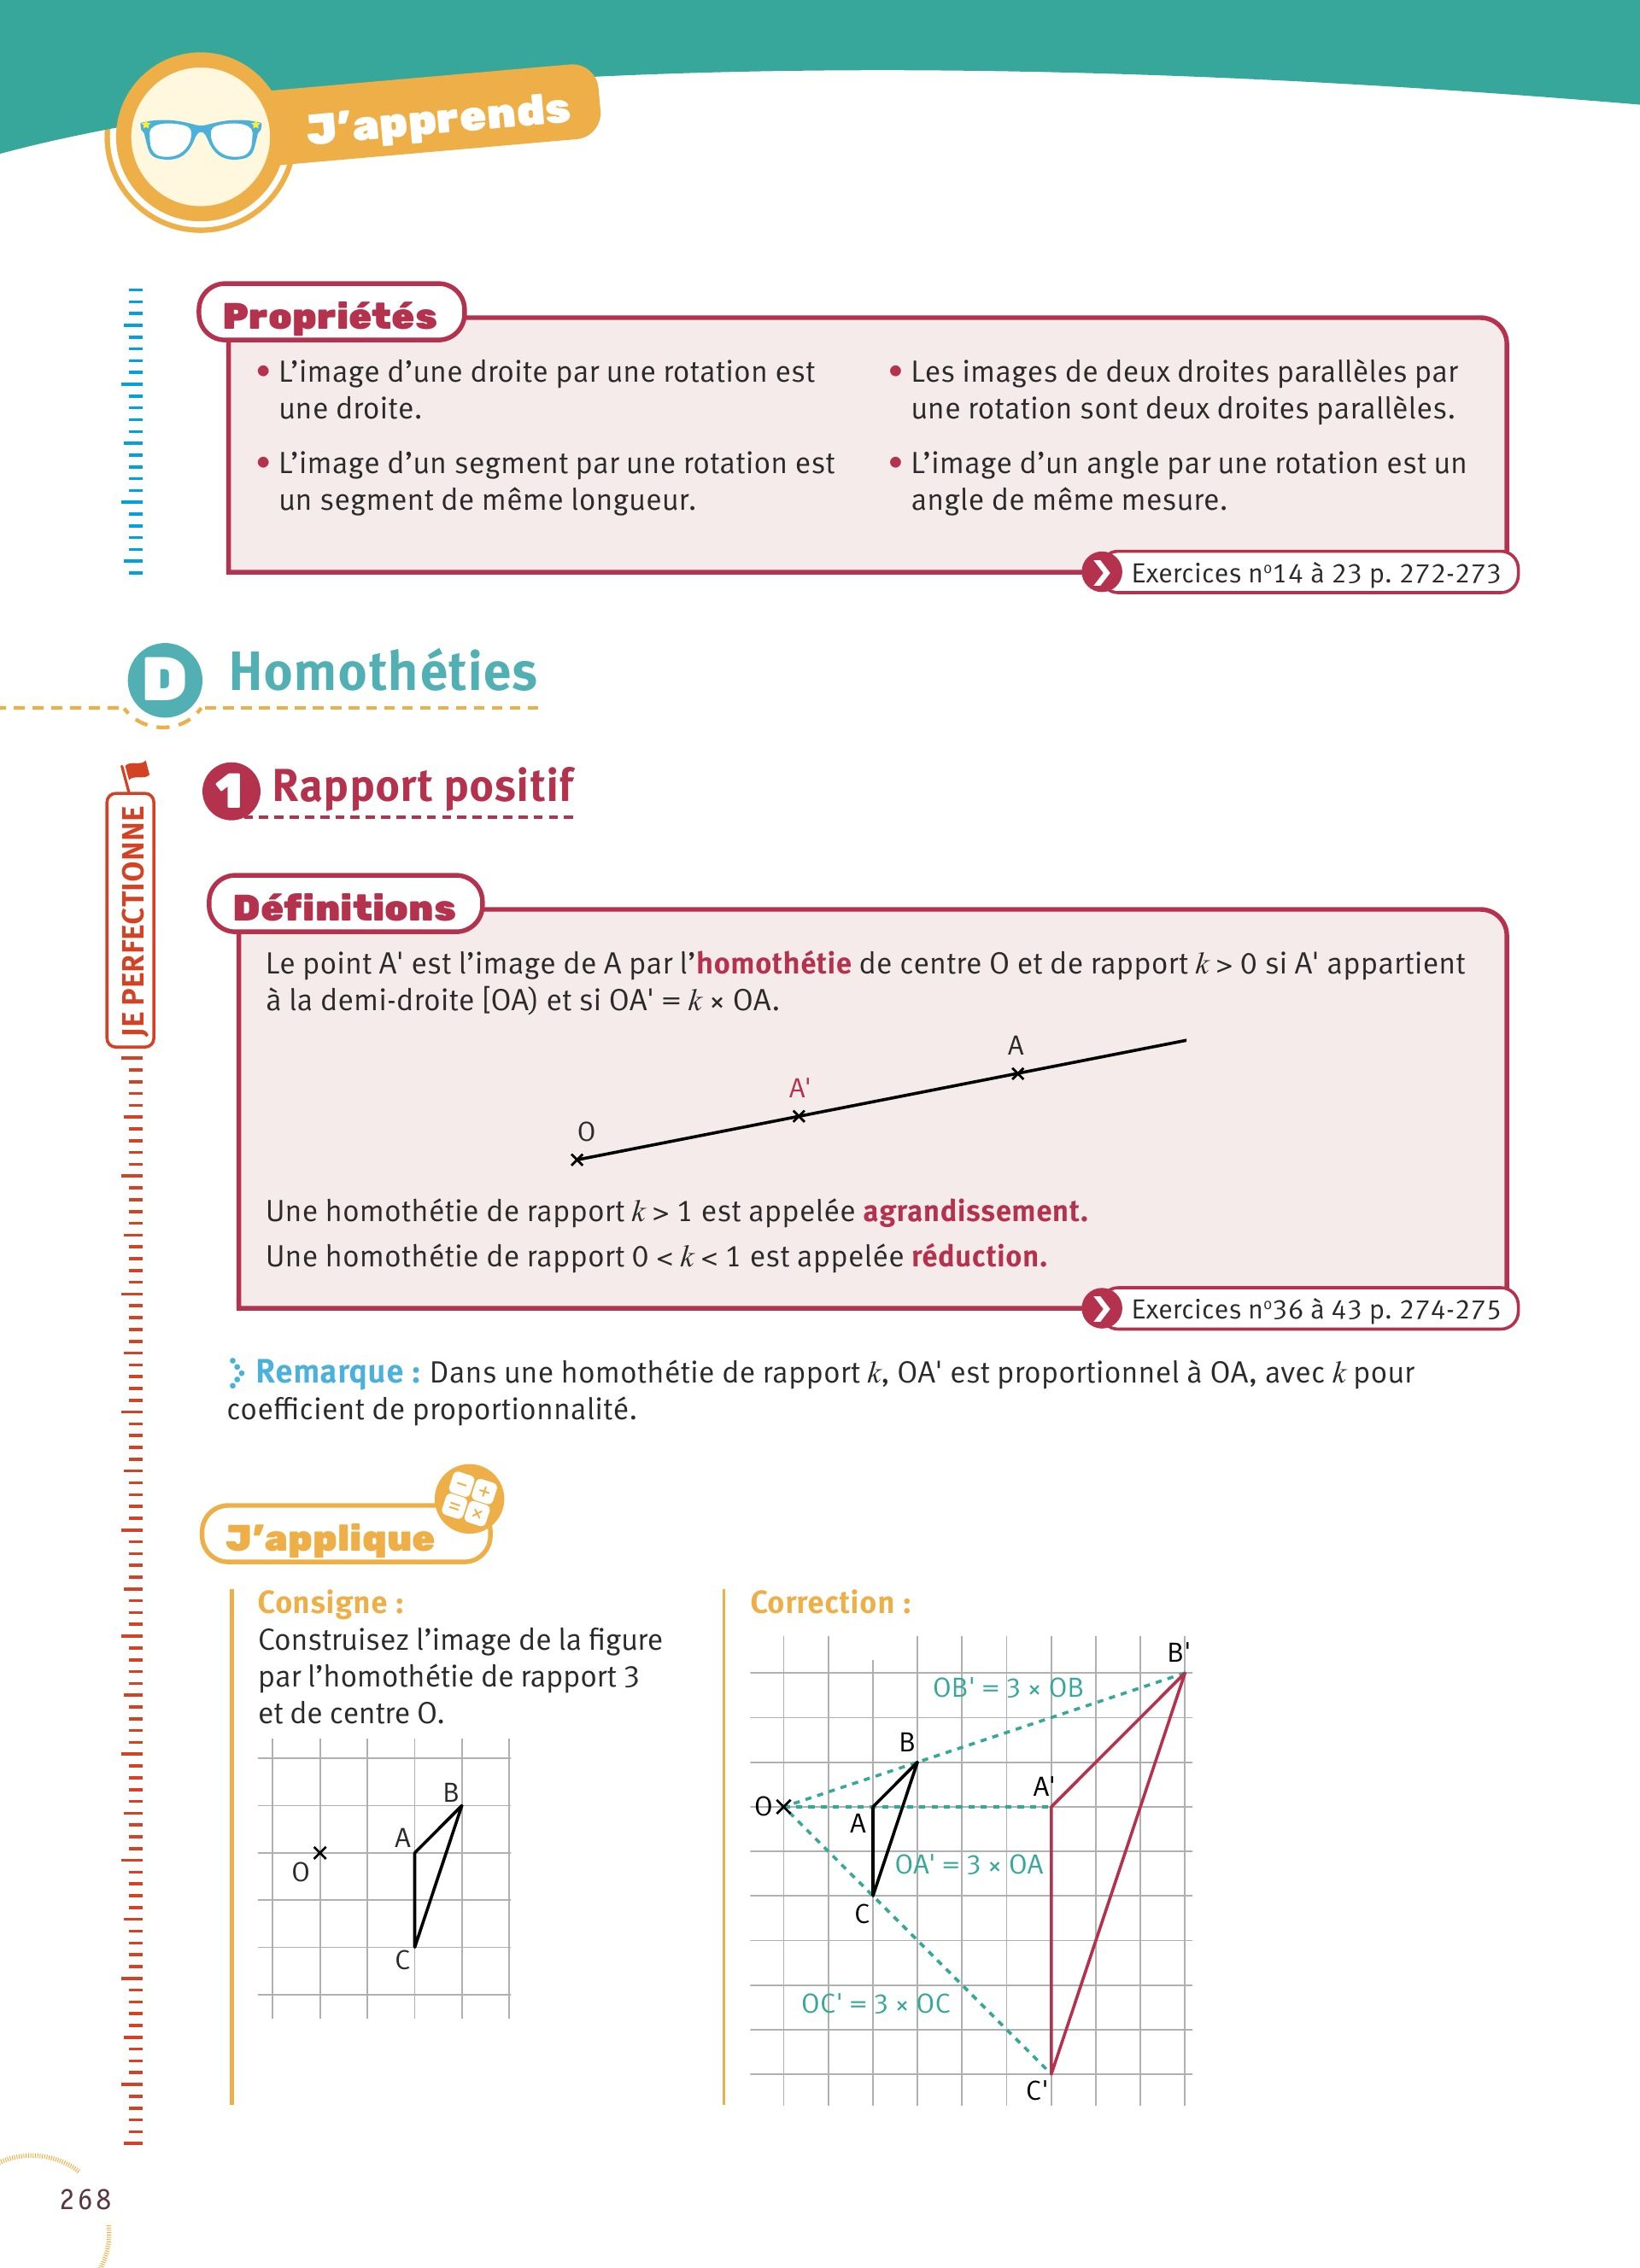 J'apprends
Propriétés
• L'image d'une droite par une rotation est
une droite.
• L'image d'un segment par une rotation est
un segment de même longueur.
• Les images de deux droites parallèles par
une rotation sont deux droites parallèles.
• L'image d'un angle par une rotation est un
angle de même mesure.
Exercices nº14 à 23 p. 272-273
D Homothéties
JE PERFECTIONNE
1 Rapport positif
Définitions
Le point A' est l'image de A par l'homothétie de centre O et de rapport k > 0 si A' appartient
à la demi-droite [OA) et si OA' = k × OA.
A
A'
O
Une homothétie de rapport k > 1 est appelée agrandissement.
Une homothétie de rapport 0 < k < 1 est appelée réduction.
Exercices nº36 à 43 p. 274-275
Remarque : Dans une homothétie de rapport k, OA' est proportionnel à OA, avec k pour
coefficient de proportionnalité.
J'applique
Consigne :
Construisez l'image de la figure
par l'homothétie de rapport 3
et de centre O.
B
A
O
C
Correction :
B'
OB' = 3 × OB
B
A'
O
A
OA' = 3 × OA
C
OC' = 3 × OC
C'
268